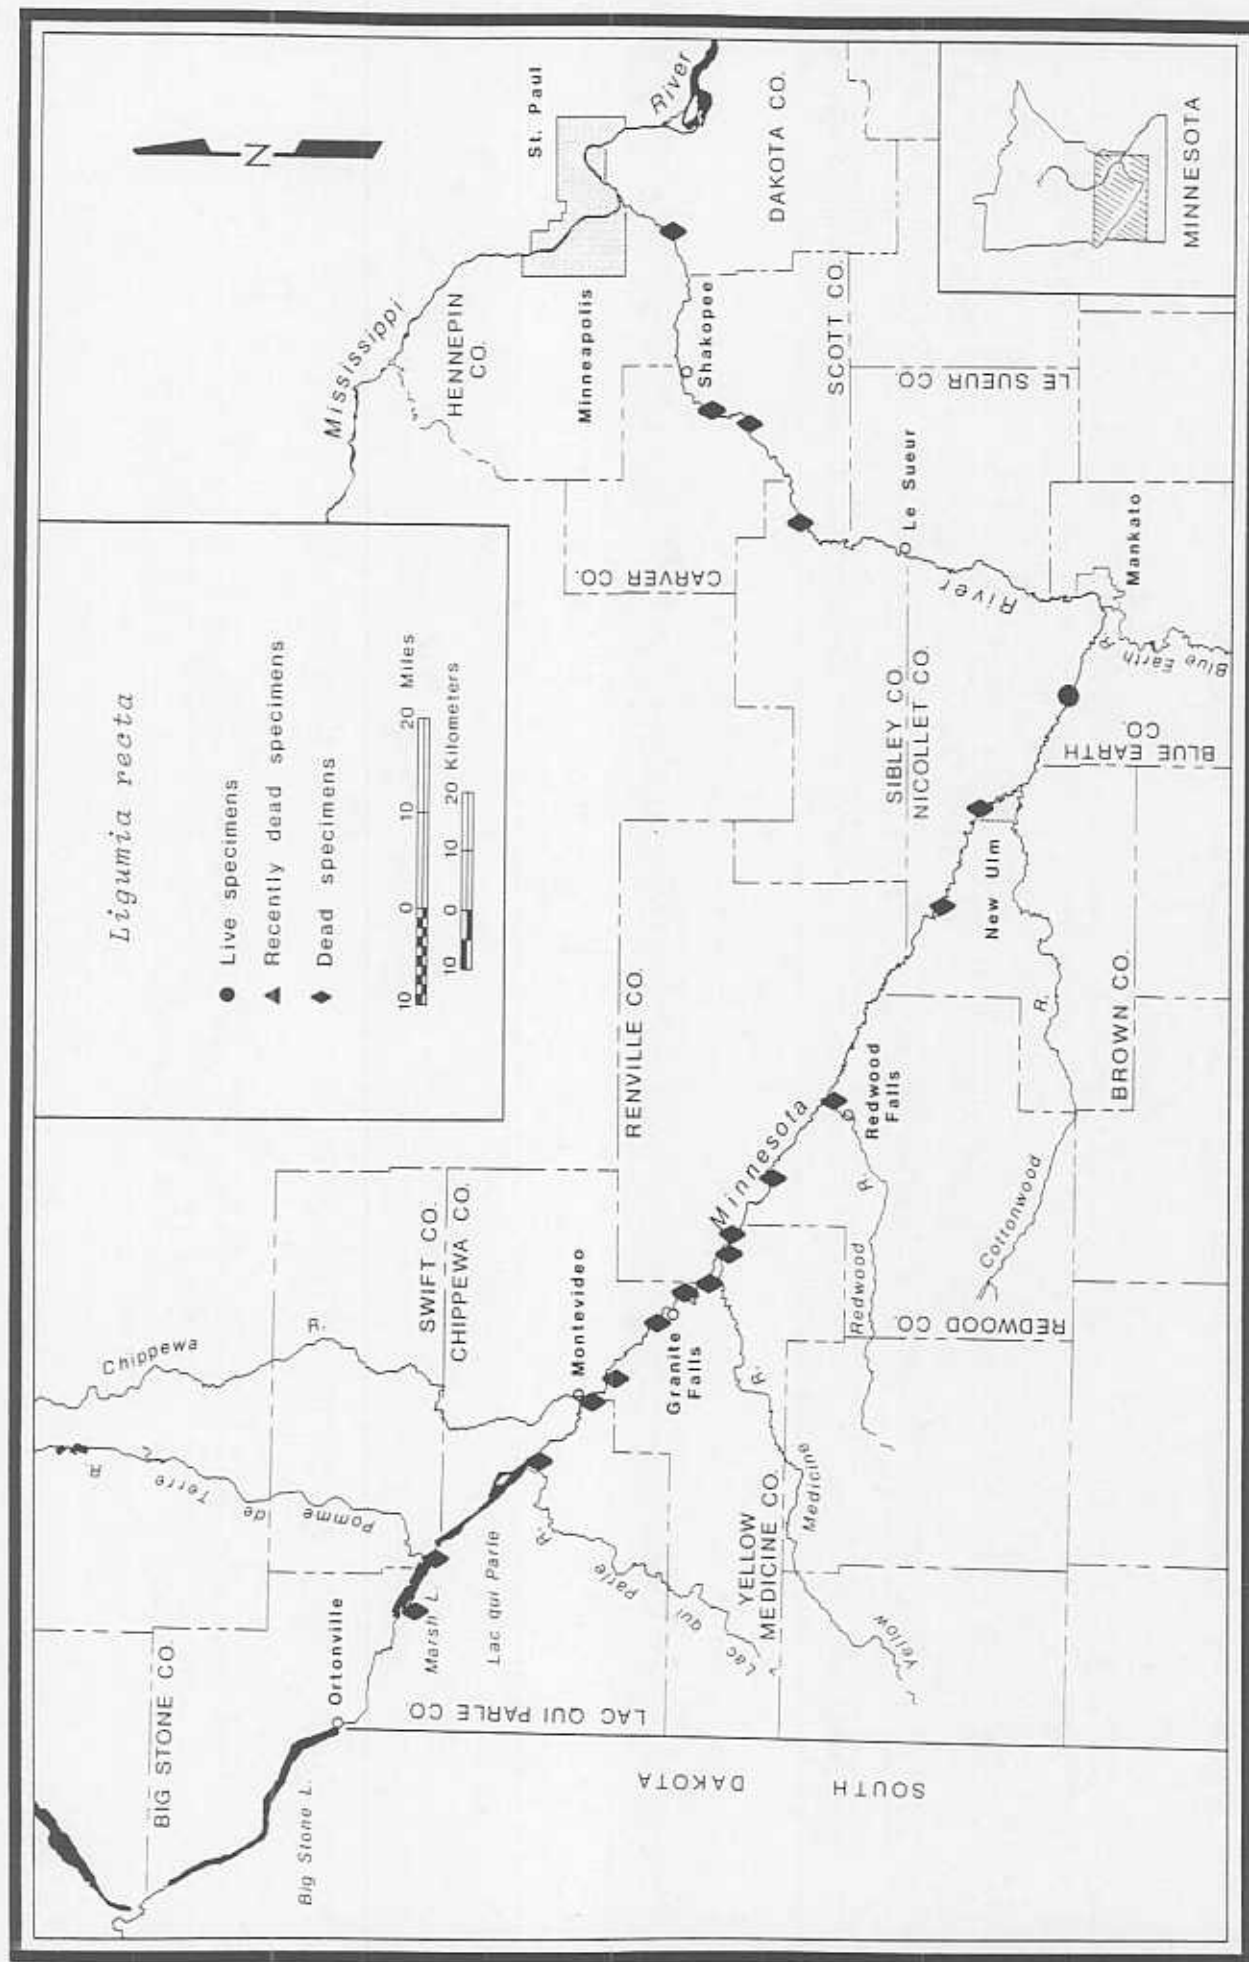 Ligumia recta
Live specimens
Recently dead specimens
Dead specimens
10 0 10 20 Miles
10 0 10 20 Kilometers
N
MINNESOTA
BIG STONE CO.
Big Stone L.
Ortonville
Pomme de Terre R.
Chippewa R.
SWIFT CO.
CHIPPEWA CO.
Marsh L.
Lac qui Parle
LAC QUI PARLE CO.
Lac qui Parle R.
Montevideo
Granite
Falls
YELLOW
MEDICINE CO.
Yellow Medicine R.
SOUTH DAKOTA
RENVILLE CO.
Minnesota River
Redwood
Falls
Redwood R.
REDWOOD CO.
Cottonwood R.
BROWN CO.
New Ulm
SIBLEY CO.
NICOLLET CO.
BLUE EARTH
CO.
Blue Earth R.
Mankato
Le Sueur
LE SUEUR CO.
CARVER CO.
SCOTT CO.
Shakopee
HENNEPIN
CO.
Minneapolis
St. Paul
Mississippi River
DAKOTA CO.